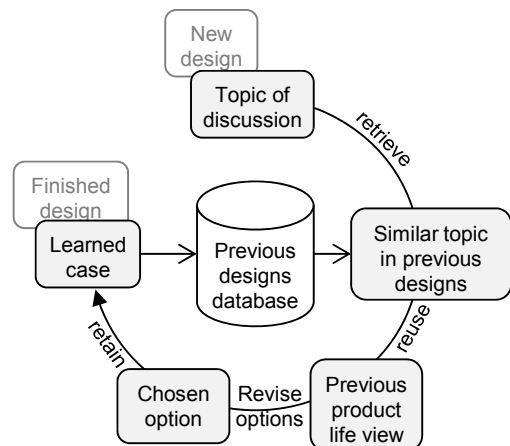 New
design
Topic of
discussion
retrieve
Finished
design
Learned
case
Previous
designs
database
Similar topic
in previous
designs
reuse
retain
Chosen
option
Revise
options
Previous
product
life view